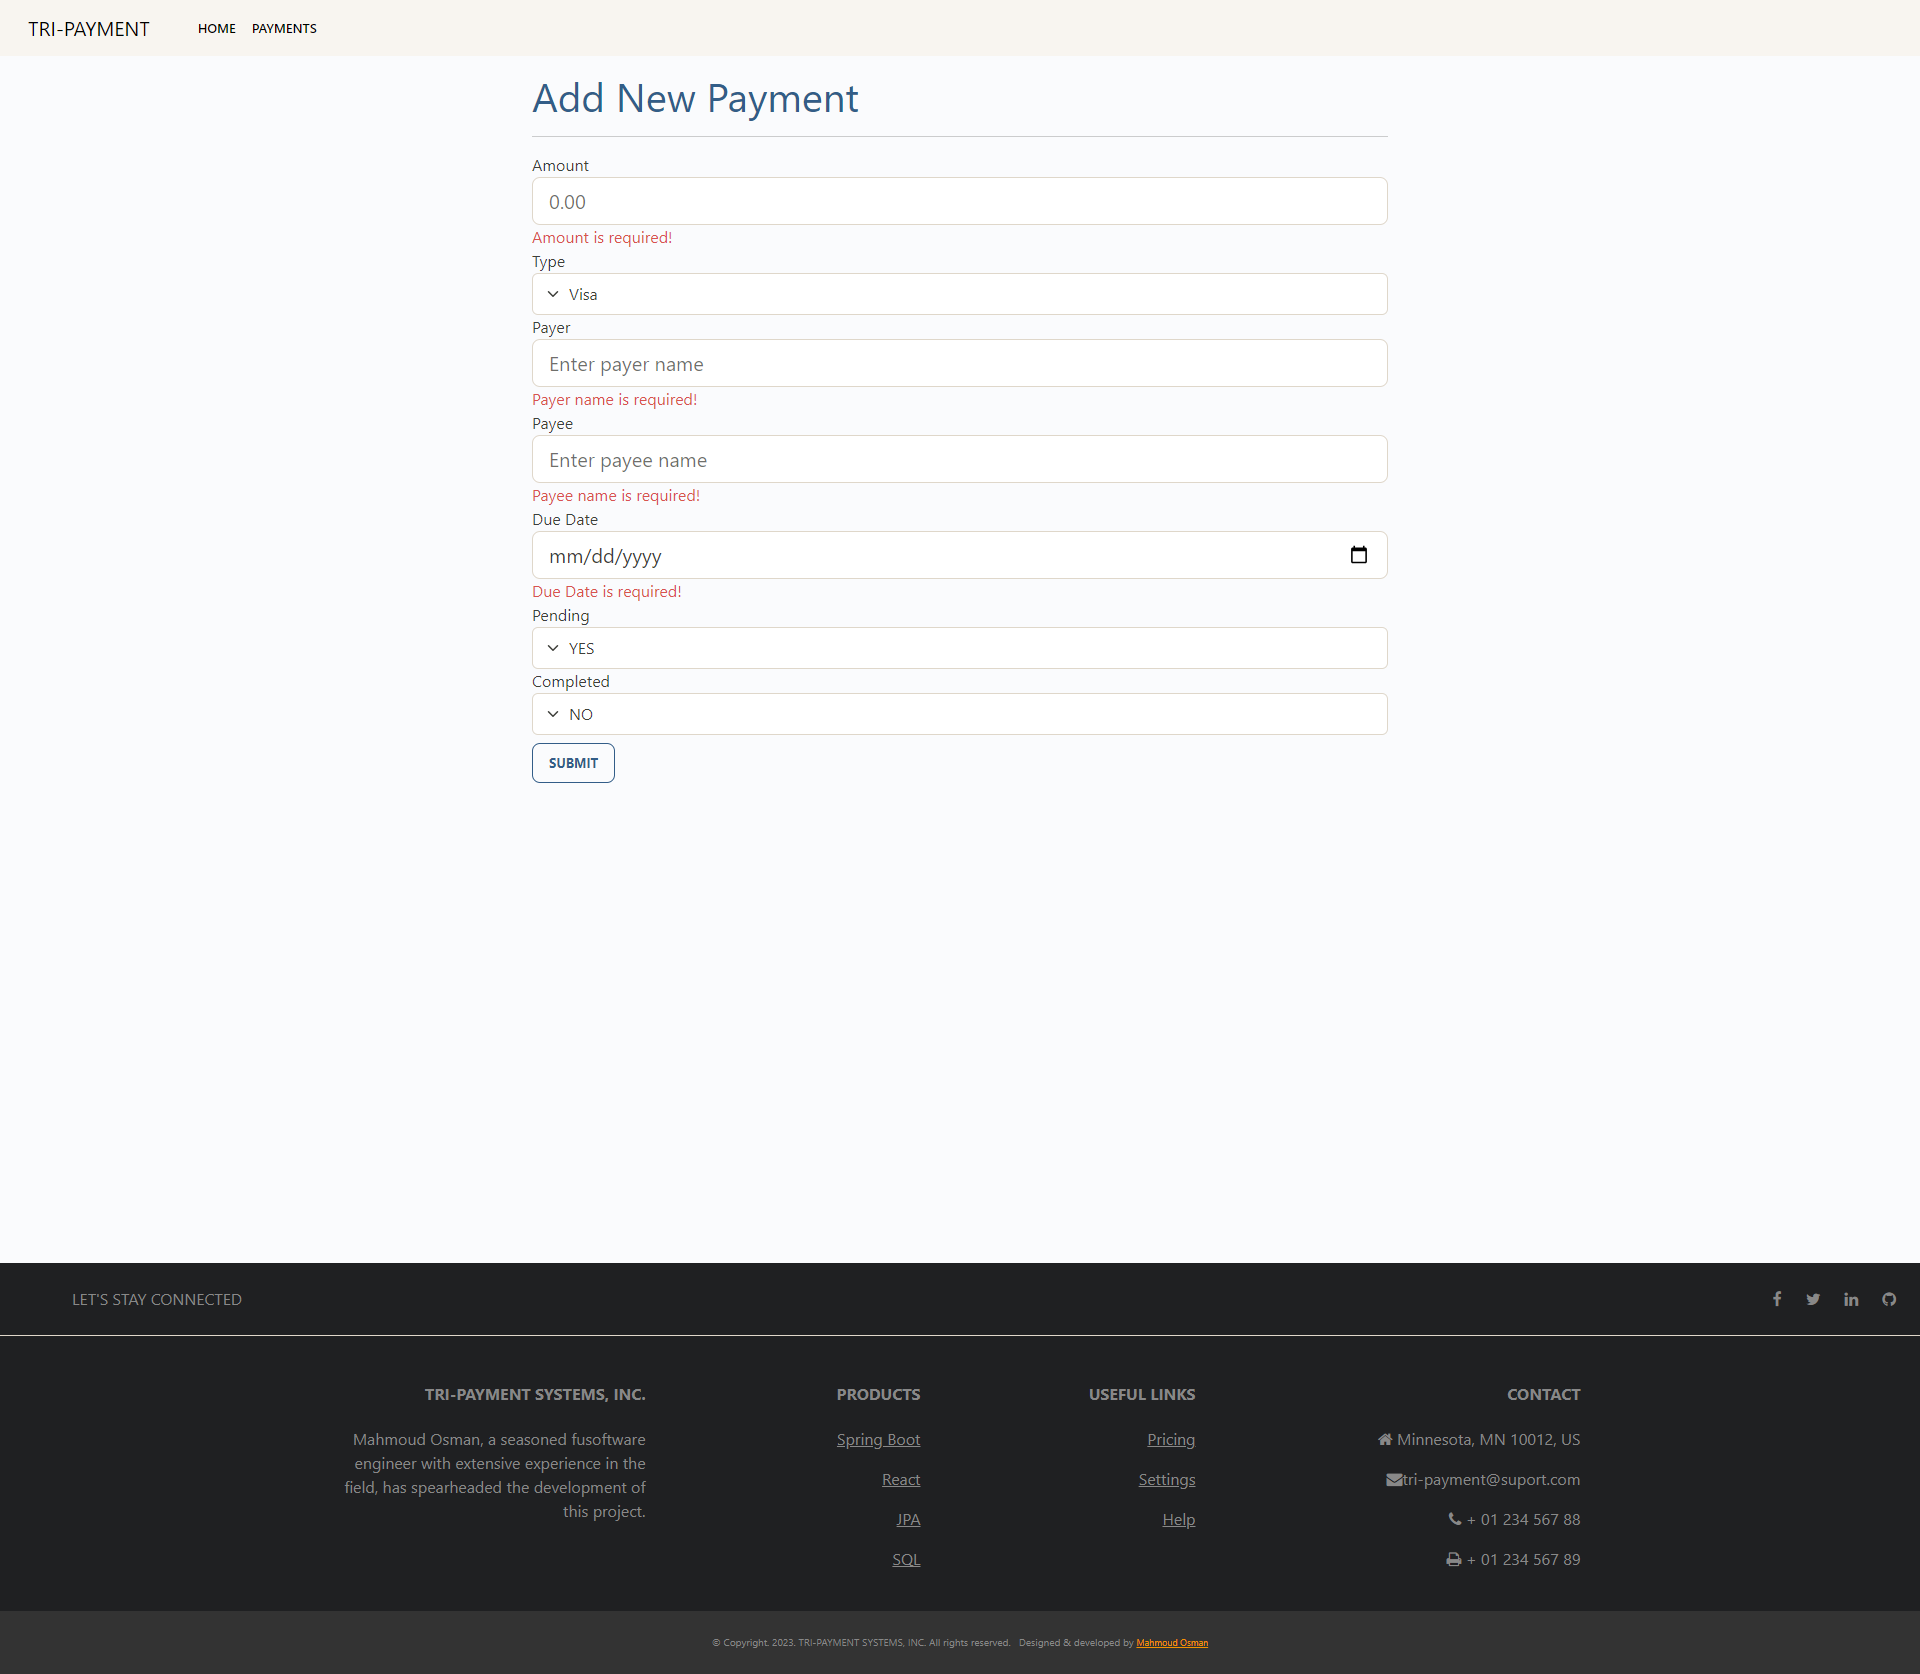 TRI-PAYMENT
HOME PAYMENTS
Add New Payment
Amount
0.00
Amount is required!
Type
Visa
Payer
Enter payer name
Payer name is required!
Payee
Enter payee name
Payee name is required!
Due Date
mm/dd/yyyy
Due Date is required!
Pending
YES
Completed
NO
SUBMIT
LET'S STAY CONNECTED
TRI-PAYMENT SYSTEMS, INC.
Mahmoud Osman, a seasoned fusoftware
engineer with extensive experience in the
field, has spearheaded the development of
this project.
PRODUCTS
Spring Boot
React
JPA
SQL
USEFUL LINKS
Pricing
Settings
Help
CONTACT
Minnesota, MN 10012, US
tri-payment@suport.com
+ 01 234 567 88
+ 01 234 567 89
© Copyright. 2023. TRI-PAYMENT SYSTEMS, INC. All rights reserved. Designed & developed by Mahmoud Osman